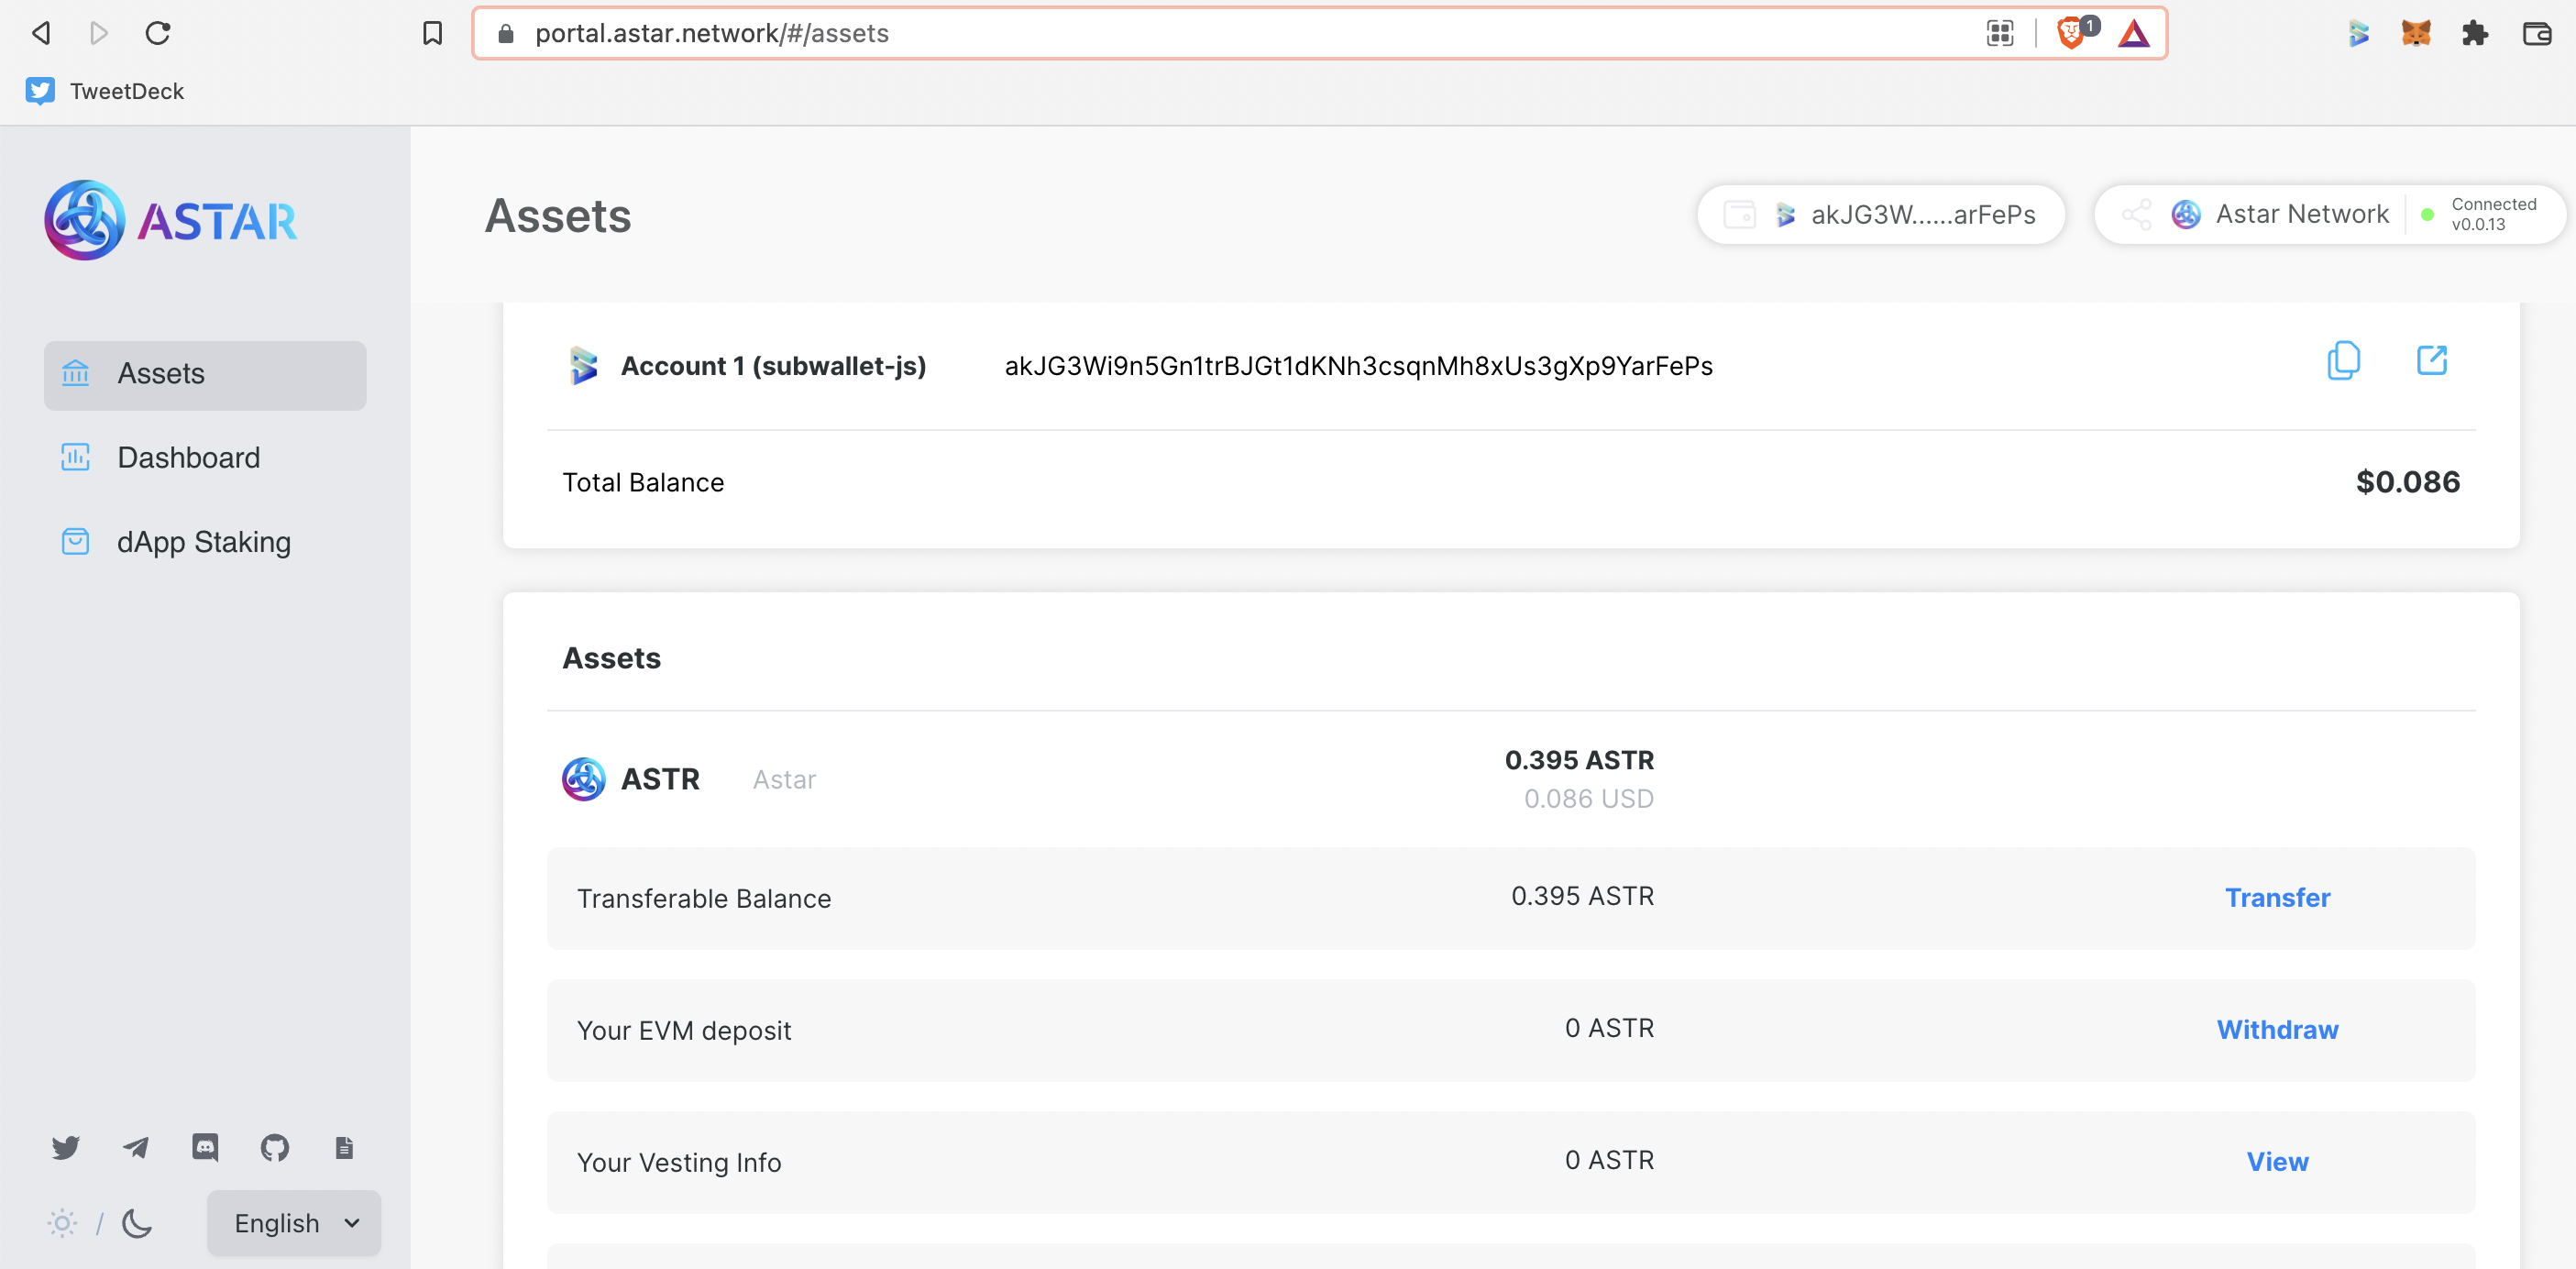 portal.astar.network/#/assets
1
TweetDeck
ASTAR
Assets
akJG3W......arFePs
Astar Network
Connected
v0.0.13
Assets
Dashboard
dApp Staking
Account 1 (subwallet-js)
akJG3Wi9n5Gn1trBJGt1dKNh3csqnMh8xUs3gXp9YarFePs
Total Balance
$0.086
Assets
ASTR
Astar
0.395 ASTR
0.086 USD
Transferable Balance
0.395 ASTR
Transfer
Your EVM deposit
0 ASTR
Withdraw
Your Vesting Info
0 ASTR
View
/
English